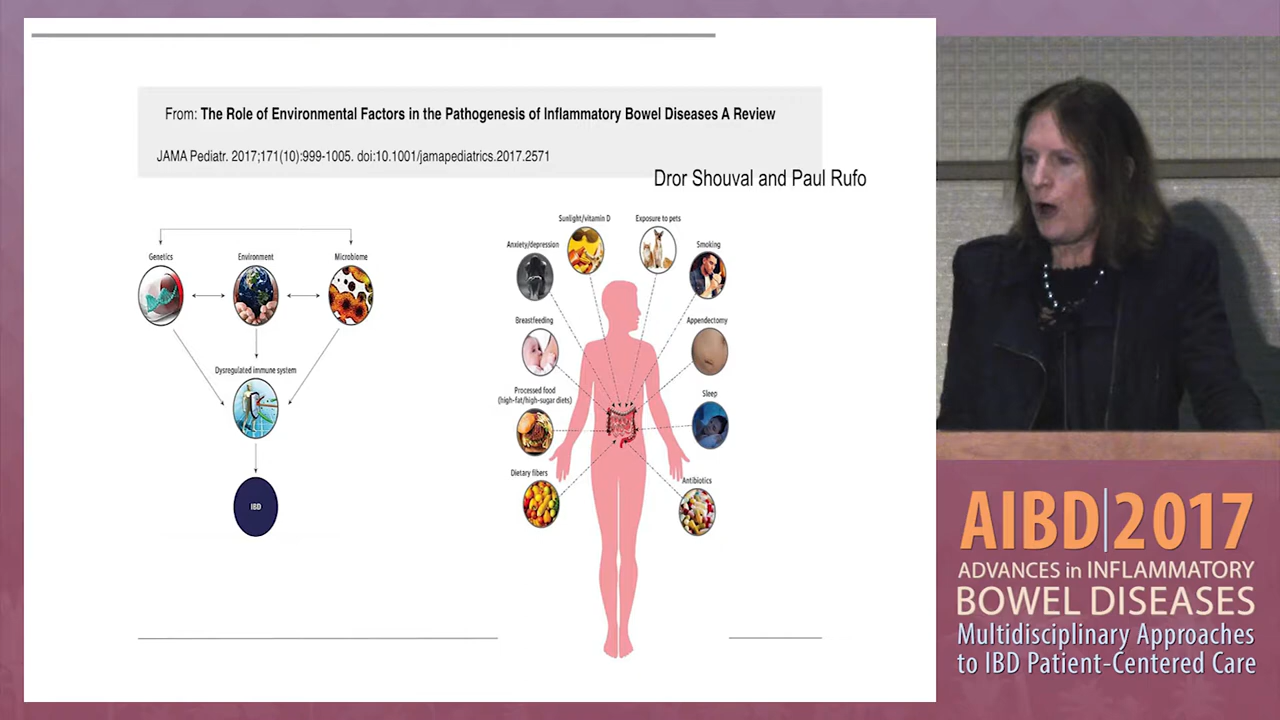 From: The Role of Environmental Factors in the Pathogenesis of Inflammatory Bowel Diseases A Review
JAMA Pediatr. 2017;171(10):999-1005. doi:10.1001/jamapediatrics.2017.2571
Dror Shouval and Paul Rufo
Genetics
Environment
Microbiome
Dysregulated immune system
IBD
Sunlight/vitamin D
Exposure to pets
Anxiety/depression
Smoking
Breastfeeding
Appendectomy
Processed food
(high-fat/high-sugar diets)
Sleep
Dietary fibers
Antibiotics
AIBD|2017
ADVANCES in INFLAMMATORY
BOWEL DISEASES
Multidisciplinary Approaches
to IBD Patient-Centered Care